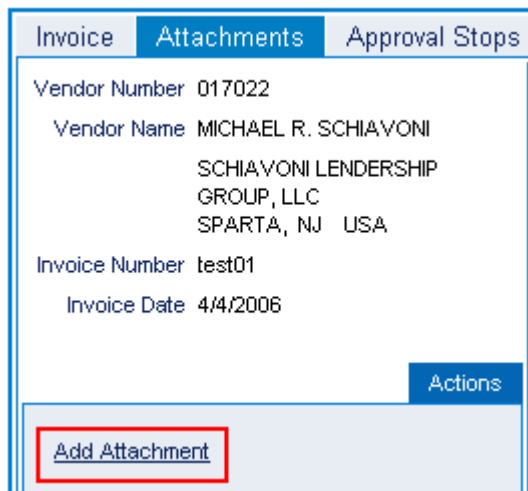 Invoice Attachments Approval Stops
Vendor Number 017022
Vendor Name MICHAEL R. SCHIAVONI
SCHIAVONI LENDERSHIP
GROUP, LLC
SPARTA, NJ USA
Invoice Number test01
Invoice Date 4/4/2006
Actions
Add Attachment